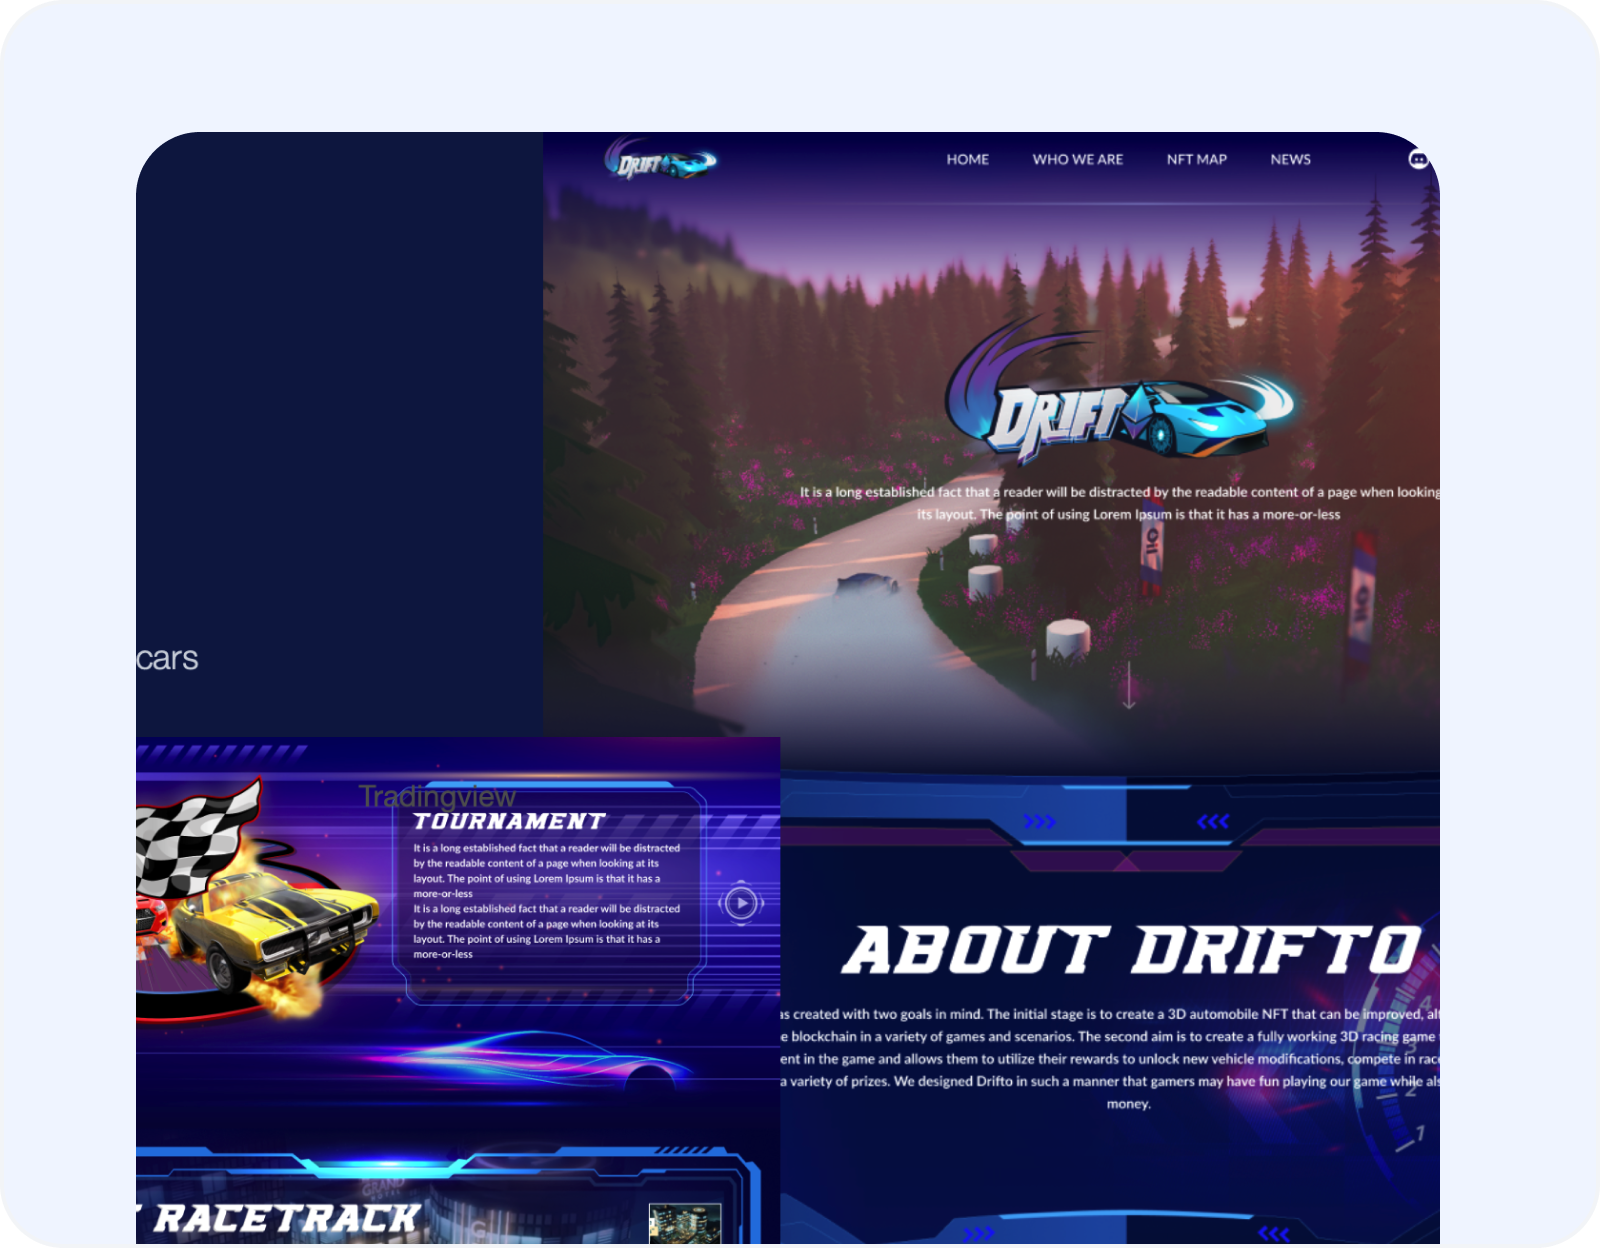 DRIFT
HOME WHO WE ARE NFT MAP NEWS
DRIFT
It is a long established fact that a reader will be distracted by the readable content of a page when looking
its layout. The point of using Lorem Ipsum is that it has a more-or-less
Oil
Oil
cars
Tradingview
TOURNAMENT
It is a long established fact that a reader will be distracted
by the readable content of a page when looking at its
layout. The point of using Lorem Ipsum is that it has a
more-or-less
It is a long established fact that a reader will be distracted
by the readable content of a page when looking at its
layout. The point of using Lorem Ipsum is that it has a
more-or-less
ABOUT DRIFTO
as created with two goals in mind. The initial stage is to create a 3D automobile NFT that can be improved, alt
e blockchain in a variety of games and scenarios. The second aim is to create a fully working 3D racing game
ent in the game and allows them to utilize their rewards to unlock new vehicle modifications, compete in race
a variety of prizes. We designed Drifto in such a manner that gamers may have fun playing our game while als
money.
4
3
2
1
GRAND
G
RACETRACK